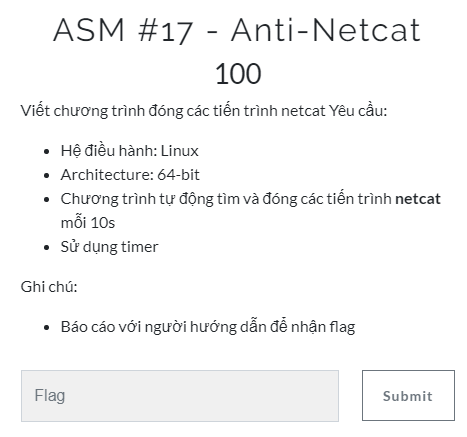 ASM #17 - Anti-Netcat
100
Viết chương trình đóng các tiến trình netcat Yêu cầu:
Hệ điều hành: Linux
Architecture: 64-bit
Chương trình tự động tìm và đóng các tiến trình netcat
mỗi 10s
Sử dụng timer
Ghi chú:
Báo cáo với người hướng dẫn để nhận flag
Flag
Submit